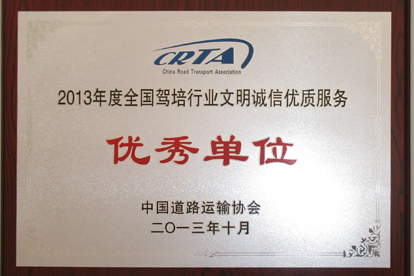 CRTA
China Road Transport Association
2013年度全国驾培行业文明诚信优质服务
优秀单位
中国道路运输协会
二〇一三年十月